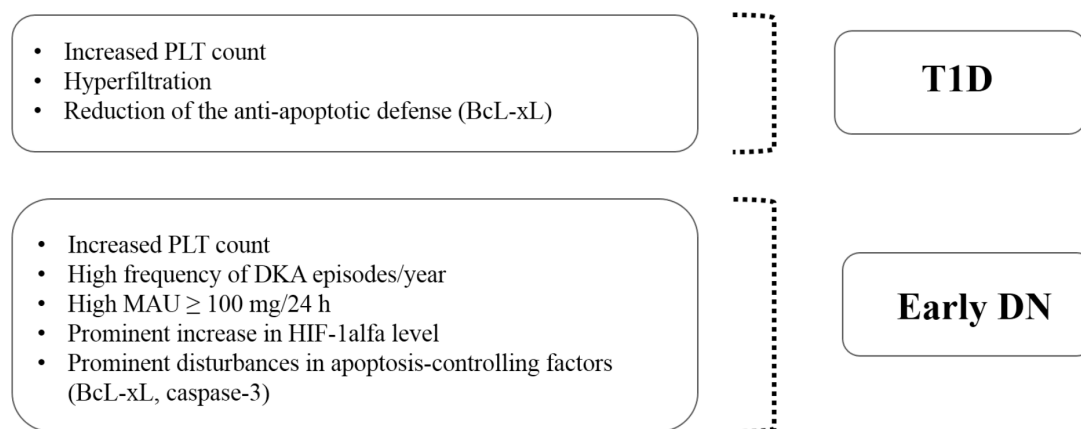 • Increased PLT count
• Hyperfiltration
• Reduction of the anti-apoptotic defense (BcL-xL)
T1D
• Increased PLT count
• High frequency of DKA episodes/year
• High MAU ≥ 100 mg/24 h
• Prominent increase in HIF-1alfa level
• Prominent disturbances in apoptosis-controlling factors
(BcL-xL, caspase-3)
Early DN